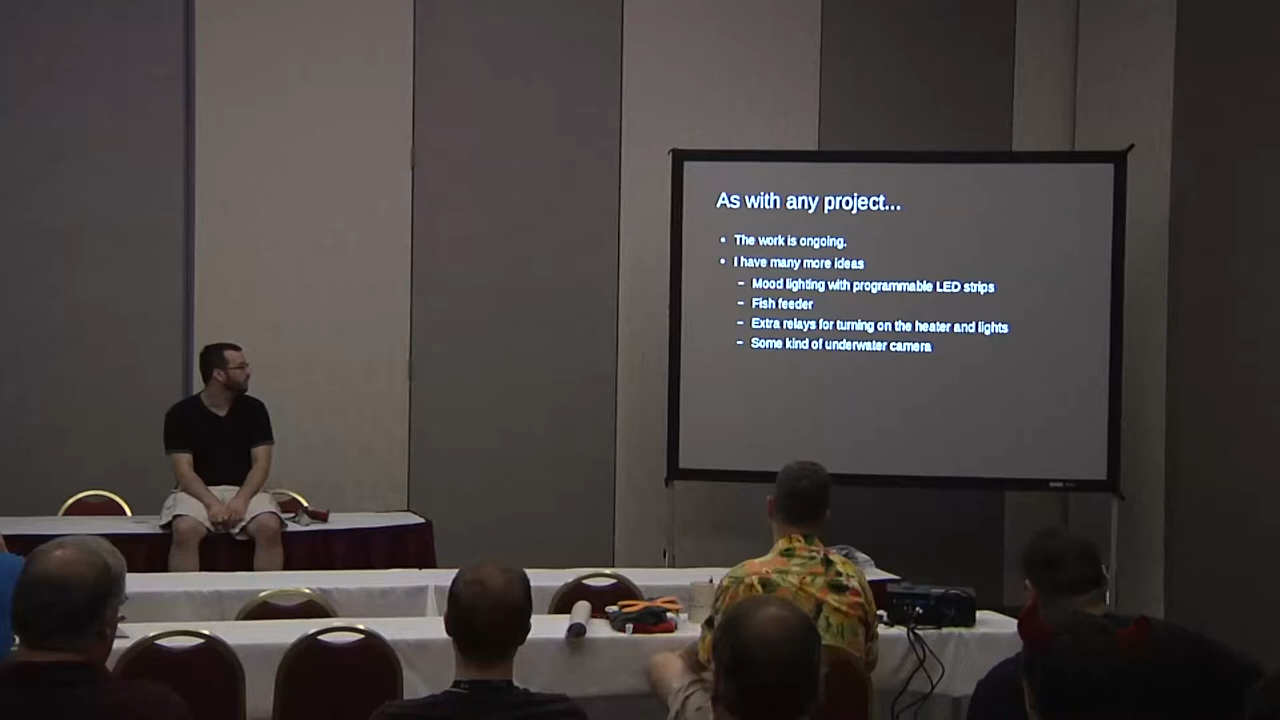 As with any project...
• The work is ongoing.
• I have many more ideas
– Mood lighting with programmable LED strips
– Fish feeder
– Extra relays for turning on the heater and lights
– Some kind of underwater camera